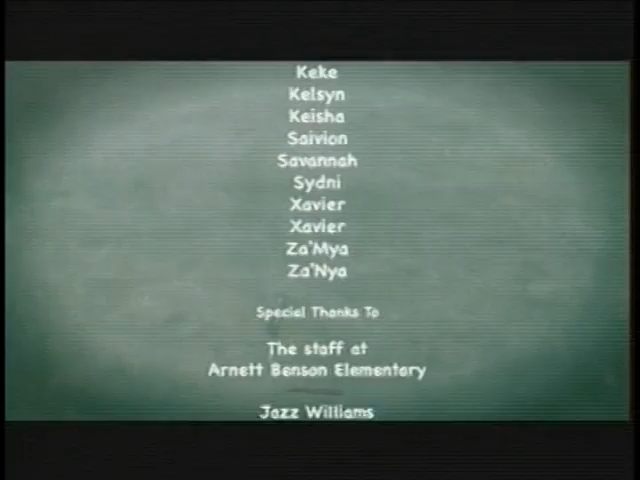 Keke
Kelsyn
Keisha
Saivion
Savannah
Sydni
Xavier
Xavier
Za'Mya
Za'Nya
Special Thanks To
The staff at
Arnett Benson Elementary
Jazz Williams